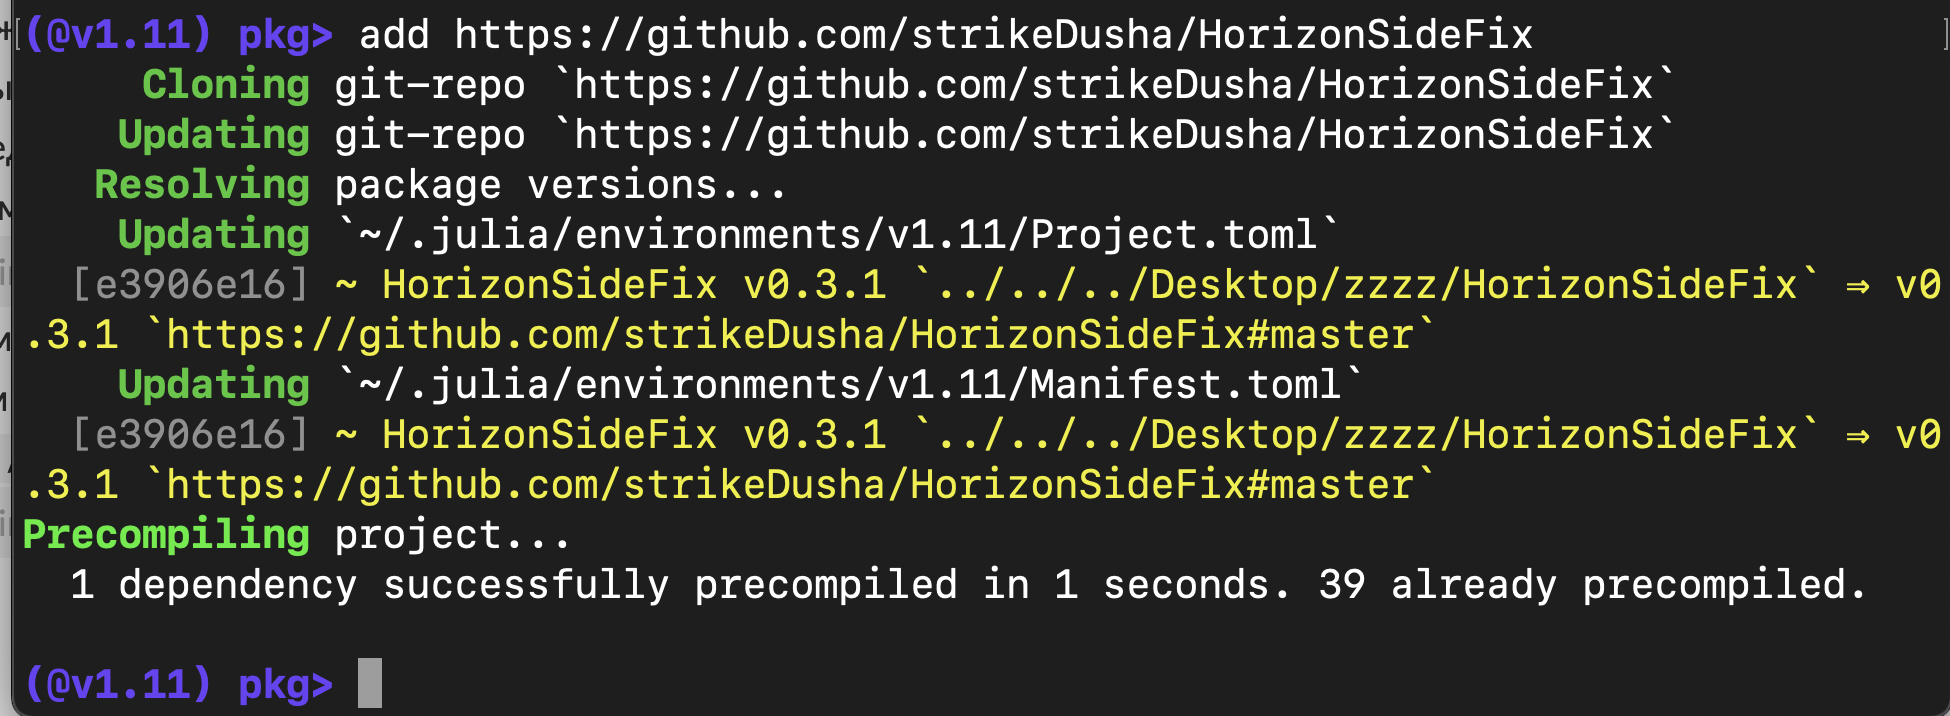 (@v1.11) pkg> add https://github.com/strikeDusha/HorizonSideFix
Cloning git-repo `https://github.com/strikeDusha/HorizonSideFix`
Updating git-repo `https://github.com/strikeDusha/HorizonSideFix`
Resolving package versions...
Updating `~/.julia/environments/v1.11/Project.toml`
[e3906e16] ~ HorizonSideFix v0.3.1 `../../../Desktop/zzzz/HorizonSideFix` ⇒ v0
.3.1 `https://github.com/strikeDusha/HorizonSideFix#master`
Updating `~/.julia/environments/v1.11/Manifest.toml`
[e3906e16] ~ HorizonSideFix v0.3.1 `../../../Desktop/zzzz/HorizonSideFix` ⇒ v0
.3.1 `https://github.com/strikeDusha/HorizonSideFix#master`
Precompiling project...
1 dependency successfully precompiled in 1 seconds. 39 already precompiled.
(@v1.11) pkg>